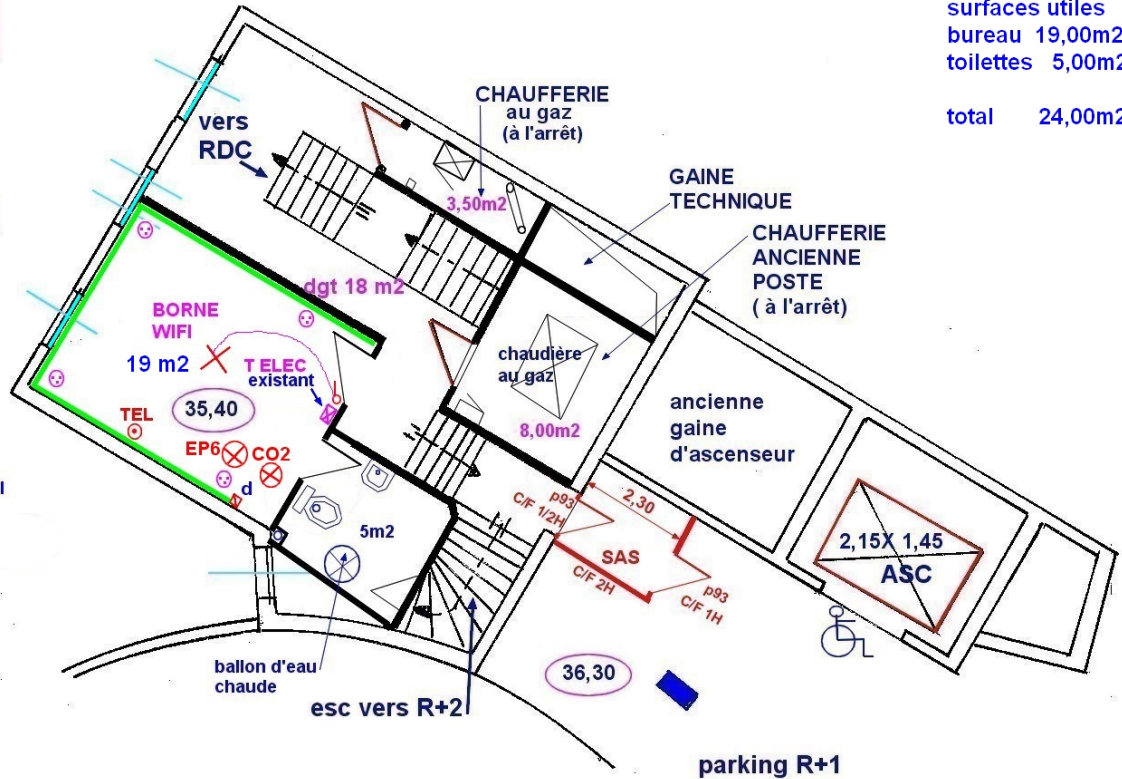 surfaces utiles
bureau 19,00m2
toilettes 5,00m2
total 24,00m2
CHAUFFERIE
au gaz
(à l'arrêt)
vers
RDC
3,50m2
GAINE
TECHNIQUE
CHAUFFERIE
ANCIENNE
POSTE
( à l'arrêt)
dgt 18 m2
BORNE
WIFI
19 m2
T ELEC
existant
chaudière
au gaz
35,40
TEL
EP6
CO2
d
8,00m2
ancienne
gaine
d'ascenseur
l
5m2
p93
C/F 1/2H
2,30
SAS
C/F 2H
p93
C/F 1H
2,15X 1,45
ASC
ballon d'eau
chaude
esc vers R+2
36,30
parking R+1